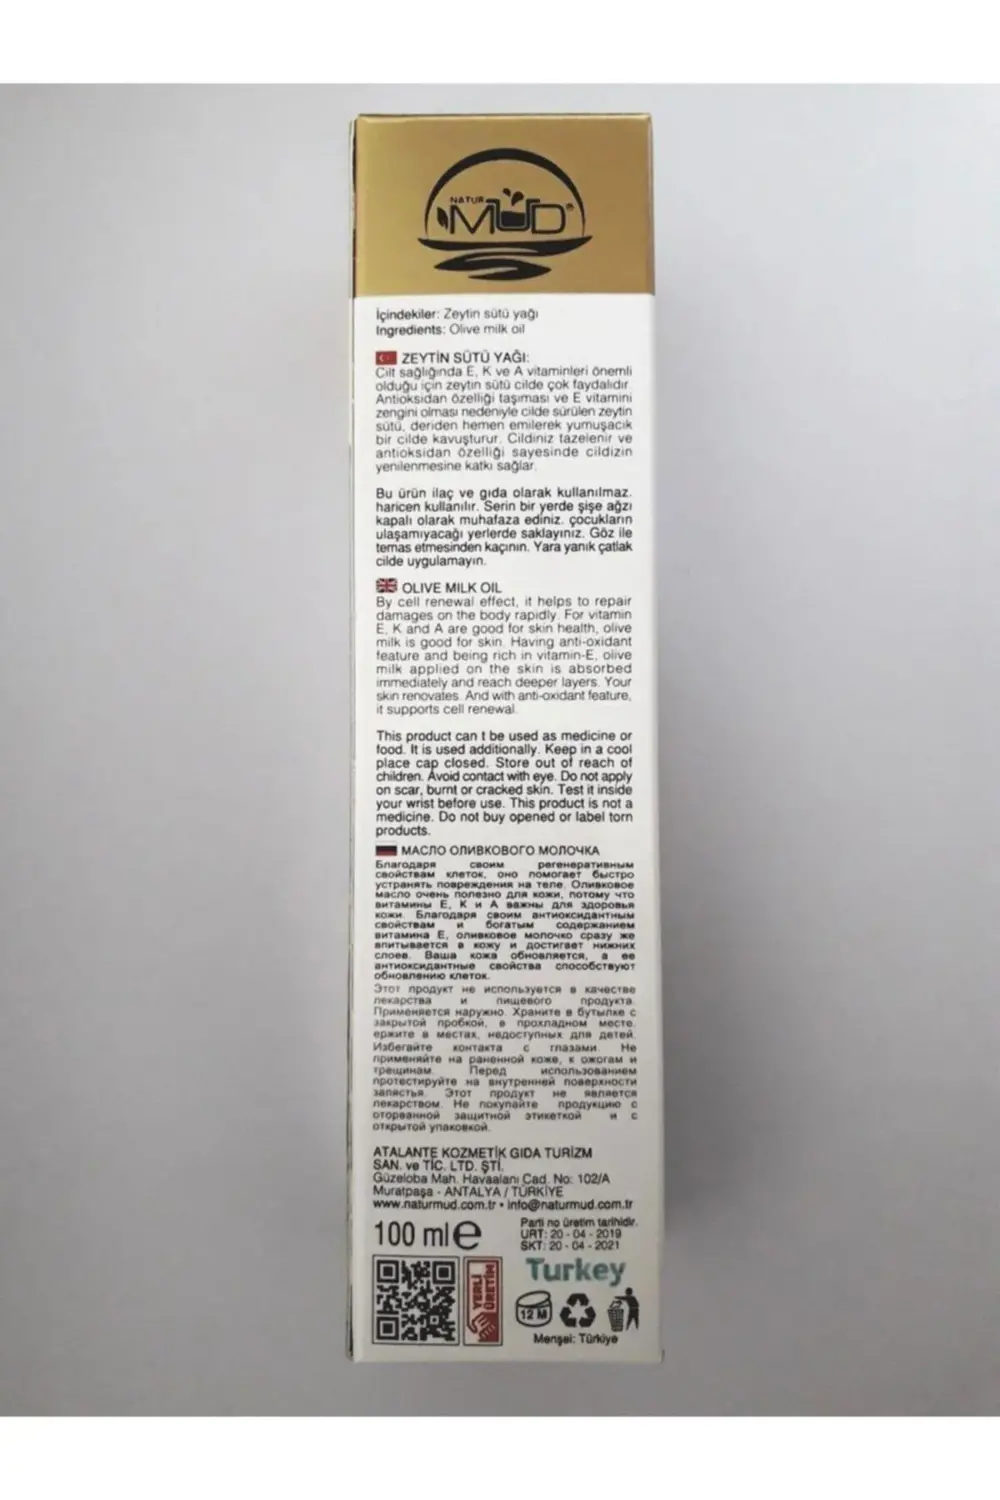 NATUR
MUD®
İçindekiler: Zeytin sütü yağı
Ingredients: Olive milk oil
ZEYTİN SÜTÜ YAĞI:
Cilt sağlığında E, K ve A vitaminleri önemli
olduğu için zeytin sütü cilde çok faydalıdır.
Antioksidan özelliği taşıması ve E vitamini
zengini olması nedeniyle cilde sürülen zeytin
sütü, deriden hemen emilerek yumuşacık
bir cilde kavuşturur. Cildiniz tazelenir ve
antioksidan özelliği sayesinde cildizin
yenilenmesine katkı sağlar.
Bu ürün ilaç ve gıda olarak kullanılmaz.
haricen kullanılır. Serin bir yerde şişe ağzı
kapalı olarak muhafaza ediniz. çocukların
ulaşamıyacağı yerlerde saklayınız. Göz ile
temas etmesinden kaçının. Yara yanık çatlak
cilde uygulamayın.
OLIVE MILK OIL
By cell renewal effect, it helps to repair
damages on the body rapidly. For vitamin
E, K and A are good for skin health, olive
milk is good for skin. Having anti-oxidant
feature and being rich in vitamin-E, olive
milk applied on the skin is absorbed
immediately and reach deeper layers. Your
skin renovates. And with anti-oxidant feature,
it supports cell renewal.
This product can t be used as medicine or
food. It is used additionally. Keep in a cool
place cap closed. Store out of reach of
children. Avoid contact with eye. Do not apply
on scar, burnt or cracked skin. Test it inside
your wrist before use. This product is not a
medicine. Do not buy opened or label torn
products.
МАСЛО ОЛИВКОВОГО МОЛОЧКА
Благодаря своим регенеративным
свойствам клеток, оно помогает быстро
устранять повреждения на теле. Оливковое
масло очень полезно для кожи, потому что
витамины Е, К и А важны для здоровья
кожи. Благодаря своим антиоксидантным
свойствам и богатым содержанием
витамина Е, оливковое молочко сразу же
впитывается в кожу и достигает нижних
слоев. Ваша кожа обновляется, а ее
антиоксидантные свойства способствуют
обновлению клеток.
Этот продукт не используется в качестве
лекарства и пищевого продукта.
Применяется наружно. Храните в бутылке с
закрытой пробкой, в прохладном месте.
ержите в местах, недоступных для детей.
Избегайте контакта с глазами. Не
применяйте на раненной коже, к ожогам и
трещинам. Перед использованием
протестируйте на внутренней поверхности
запястья. Этот продукт не является
лекарством. Не покупайте продукцию с
оторванной защитной этикеткой и с
открытой упаковкой.
ATALANTE KOZMETİK GIDA TURİZM
SAN. ve TİC. LTD. ŞTİ.
Güzeloba Mah. Havaalanı Cad. No: 102/A
Muratpaşa - ANTALYA / TÜRKİYE
www.naturmud.com.tr • info@naturmud.com.tr
100 ml e
Parti no üretim tarihidir.
URT: 20 - 04 - 2019
SKT: 20 - 04 - 2021
YERLİ
ÜRETİM
Turkey
12 M
Menşei: Türkiye